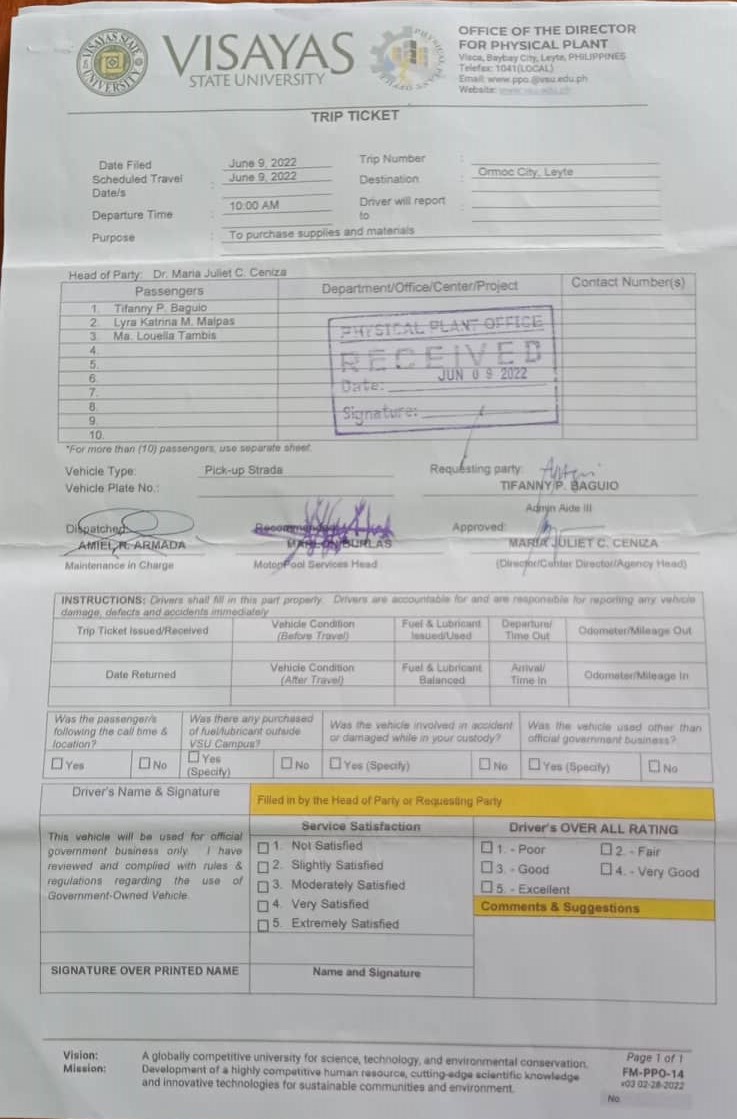 VISAYAS STATE UNIVERSITY
VISAYAS
STATE UNIVERSITY
PHYSICAL PLANT OFFICE
OFFICE OF THE DIRECTOR
FOR PHYSICAL PLANT
Visca, Baybay City, Leyte, PHILIPPINES
Telefax: 1041(LOCAL)
Email: www.ppo.@vsu.edu.ph
Website:
TRIP TICKET
Date Filed : June 9, 2022 Trip Number :
Scheduled Travel Date/s : June 9, 2022 Destination : Ormoc City, Leyte
Departure Time : 10:00 AM Driver will report to :
Purpose : To purchase supplies and materials
Head of Party: Dr. Maria Juliet C. Ceniza
Passengers Department/Office/Center/Project Contact Number(s)
1. Tifanny P. Baguio
2. Lyra Katrina M. Malpas
3. Ma. Louella Tambis
4.
5.
6.
7.
8.
9.
10.
PHYSICAL PLANT OFFICE
RECEIVED
Date: JUN 09 2022
Signature:
*For more than (10) passengers, use separate sheet.
Vehicle Type: Pick-up Strada Requesting party:
Vehicle Plate No.: TIFANNY P. BAGUIO
Admin Aide III
Dispatched: Recommended: Approved:
AMIEL R. ARMADA MARLON BURLAS MARIA JULIET C. CENIZA
Maintenance in Charge MotorPool Services Head (Director/Center Director/Agency Head)
INSTRUCTIONS: Drivers shall fill in this part properly. Drivers are accountable for and are responsible for reporting any vehicle
damage, defects and accidents immediately
Trip Ticket Issued/Received Vehicle Condition (Before Travel) Fuel & Lubricant Issued/Used Departure/ Time Out Odometer/Mileage Out
Date Returned Vehicle Condition (After Travel) Fuel & Lubricant Balanced Arrival/ Time In Odometer/Mileage In
Was the passenger/s following the call time & location?
Yes No
Was there any purchased of fuel/lubricant outside VSU Campus?
Yes (Specify) No
Was the vehicle involved in accident or damaged while in your custody?
Yes (Specify) No
Was the vehicle used other than official government business?
Yes (Specify) No
Driver's Name & Signature
Filled in by the Head of Party or Requesting Party
This vehicle will be used for official
government business only. I have
reviewed and complied with rules &
regulations regarding the use of
Government-Owned Vehicle.
Service Satisfaction
1. Not Satisfied
2. Slightly Satisfied
3. Moderately Satisfied
4. Very Satisfied
5. Extremely Satisfied
Driver's OVER ALL RATING
1. - Poor 2. - Fair
3. - Good 4. - Very Good
5. - Excellent
Comments & Suggestions
SIGNATURE OVER PRINTED NAME Name and Signature
Vision: A globally competitive university for science, technology, and environmental conservation.
Mission: Development of a highly competitive human resource, cutting-edge scientific knowledge
and innovative technologies for sustainable communities and environment.
Page 1 of 1
FM-PPO-14
v03 02-28-2022
No.